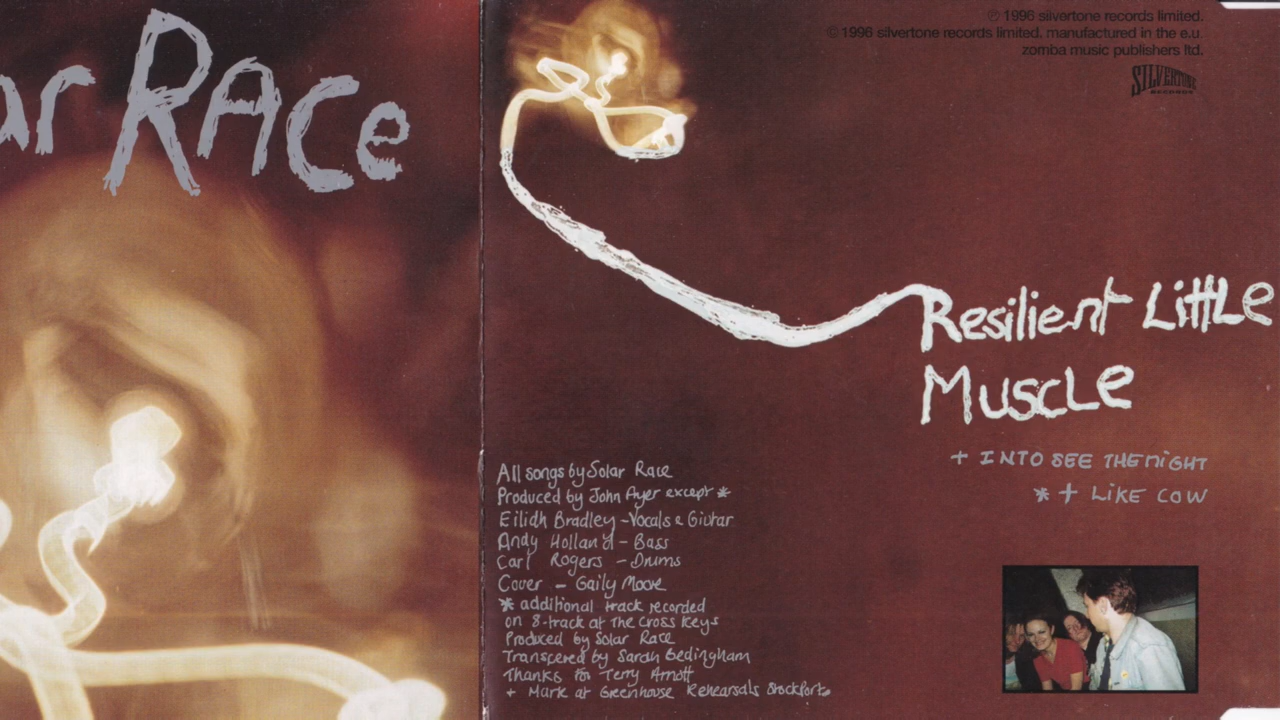 ar RACe
℗ 1996 silvertone records limited.
© 1996 silvertone records limited, manufactured in the e.u.
zomba music publishers ltd.
SILVERTONE
RECORDS
Resilient Little
Muscle
+ INTO SEE THE NIGHT
* + LIKE COW
All songs by Solar Race
Produced by John Ayer except *
Eilidh Bradley - Vocals & Giutar
Andy Holland - Bass
Carl Rogers - Drums
Cover - Gaily Moore
* additional track recorded
on 8-track at The Cross Keys
Produced by Solar Race
Transfered by Sarah Bedingham
Thanks to Terry Arnott
+ Mark at Greenhouse Rehearsals Stockport